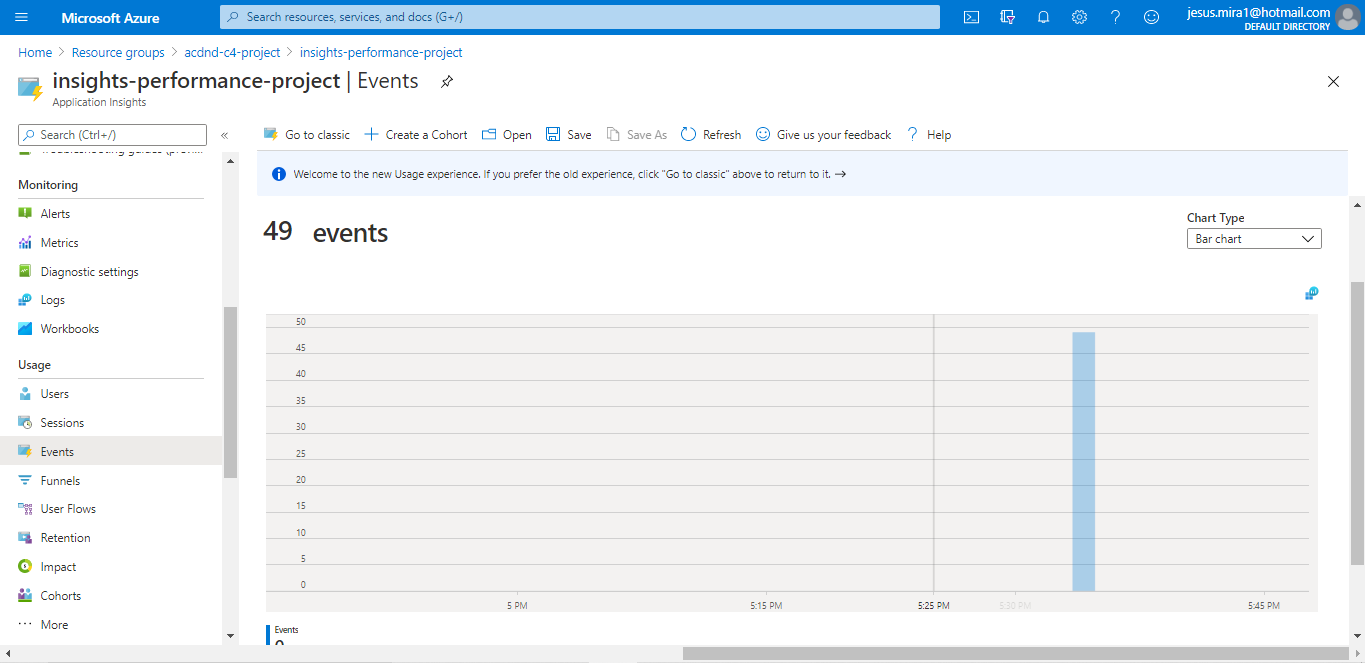 Microsoft Azure
Search resources, services, and docs (G+/)
jesus.mira1@hotmail.com
DEFAULT DIRECTORY
Home > Resource groups > acdnd-c4-project > insights-performance-project
insights-performance-project | Events
Application Insights
Search (Ctrl+/)
«
Go to classic
Create a Cohort
Open
Save
Save As
Refresh
Give us your feedback
? Help
Welcome to the new Usage experience. If you prefer the old experience, click "Go to classic" above to return to it. →
Monitoring
Alerts
Metrics
Diagnostic settings
Logs
Workbooks
Usage
Users
Sessions
Events
Funnels
User Flows
Retention
Impact
Cohorts
More
49 events
Chart Type
Bar chart
50
45
40
35
30
25
20
15
10
5
0
5 PM
5:15 PM
5:25 PM
5:30 PM
5:45 PM
Events